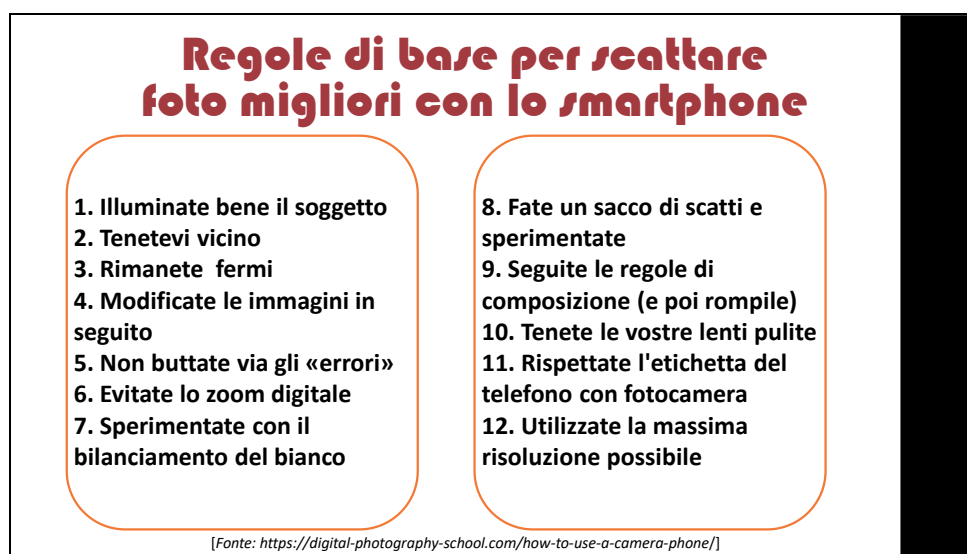 Regole di base per scattare
foto migliori con lo smartphone
1. Illuminate bene il soggetto
2. Tenetevi vicino
3. Rimanete fermi
4. Modificate le immagini in
seguito
5. Non buttate via gli «errori»
6. Evitate lo zoom digitale
7. Sperimentate con il
bilanciamento del bianco
8. Fate un sacco di scatti e
sperimentate
9. Seguite le regole di
composizione (e poi rompile)
10. Tenete le vostre lenti pulite
11. Rispettate l'etichetta del
telefono con fotocamera
12. Utilizzate la massima
risoluzione possibile
[Fonte: https://digital-photography-school.com/how-to-use-a-camera-phone/]